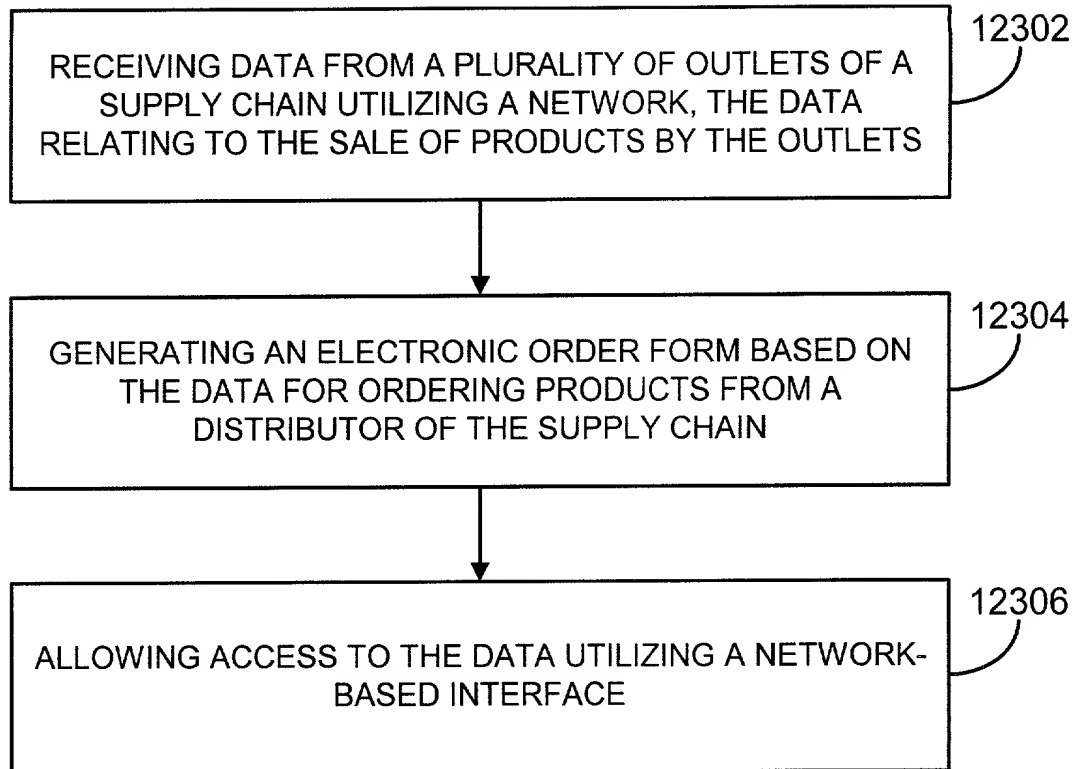 12302
RECEIVING DATA FROM A PLURALITY OF OUTLETS OF A
SUPPLY CHAIN UTILIZING A NETWORK, THE DATA
RELATING TO THE SALE OF PRODUCTS BY THE OUTLETS
12304
GENERATING AN ELECTRONIC ORDER FORM BASED ON
THE DATA FOR ORDERING PRODUCTS FROM A
DISTRIBUTOR OF THE SUPPLY CHAIN
12306
ALLOWING ACCESS TO THE DATA UTILIZING A NETWORK-
BASED INTERFACE